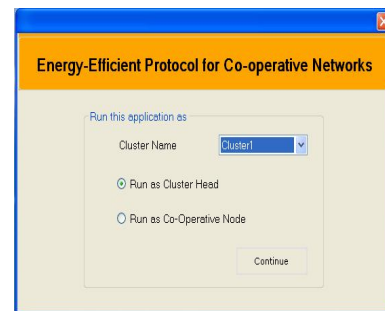 Energy-Efficient Protocol for Co-operative Networks
Run this application as
Cluster Name
Cluster1
Run as Cluster Head
Run as Co-Operative Node
Continue